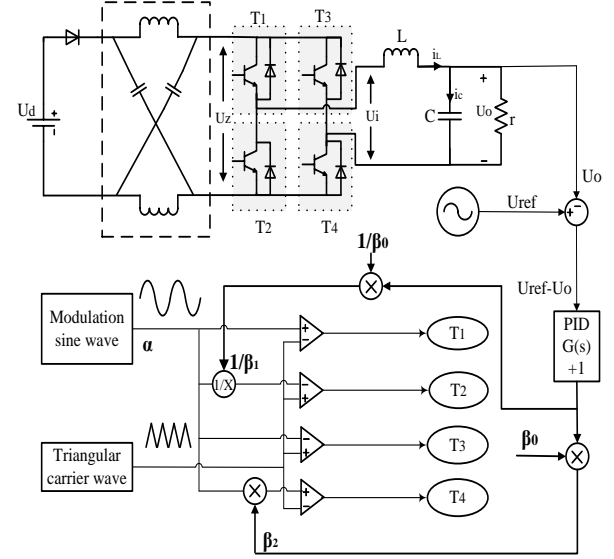 T1 T3
L
iL
Ud
+
-
Uz
Ui
ic
C
+
Uo
-
r
T2 T4
Uo
Uref
+
-
1/β0
Uref-Uo
Modulation
sine wave
α
1/β1
1/X
+
-
T1
PID
G(s)
+1
-
+
T2
Triangular
carrier wave
-
+
T3
β0
+
-
T4
β2